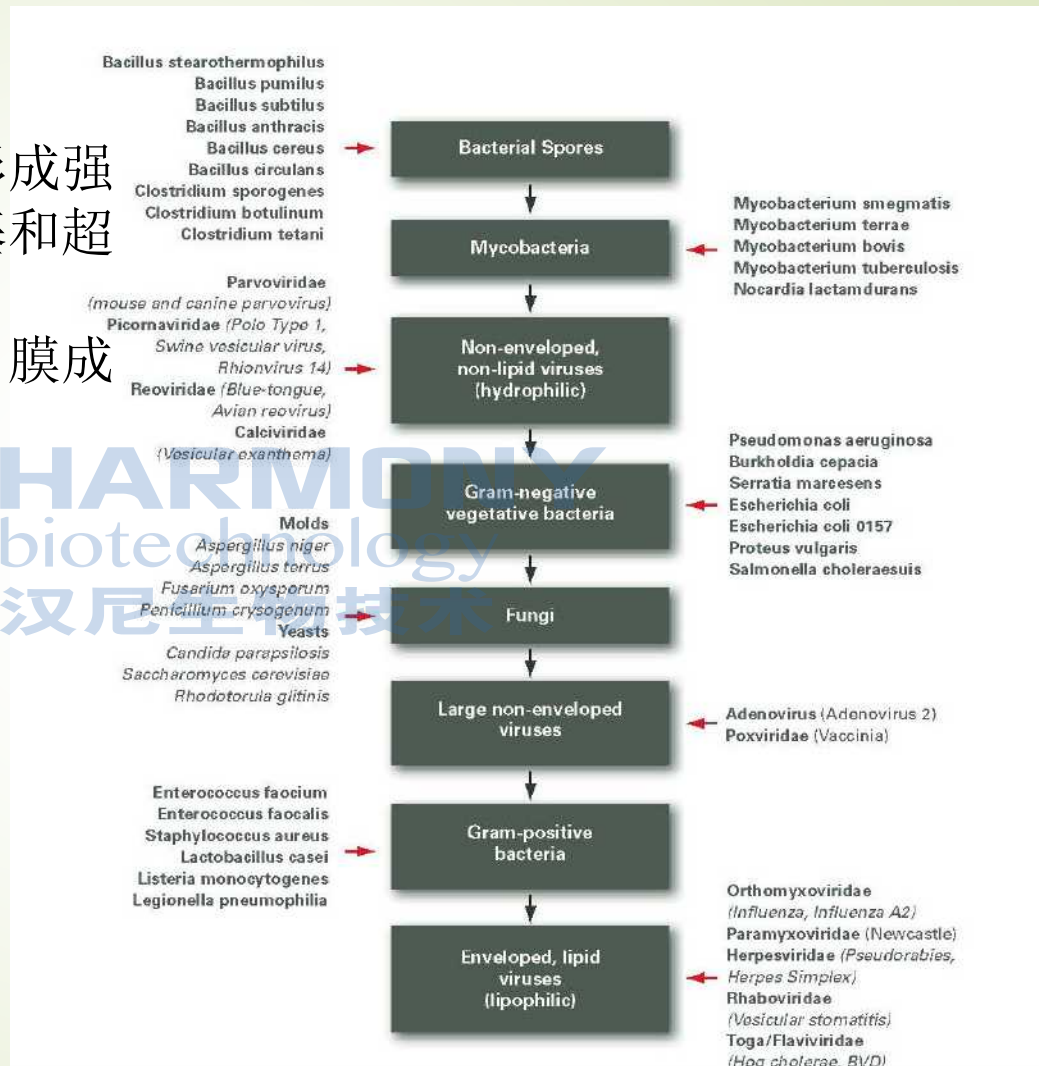 成强
和超
膜成
Bacillus stearothermophilus
Bacillus pumilus
Bacillus subtilus
Bacillus anthracis
Bacillus cereus
Bacillus circulans
Clostridium sporogenes
Clostridium botulinum
Clostridium tetani
Bacterial Spores
Mycobacteria
Mycobacterium smegmatis
Mycobacterium terrae
Mycobacterium bovis
Mycobacterium tuberculosis
Nocardia lactamdurans
Parvoviridae
(mouse and canine parvovirus)
Picornaviridae (Polo Type 1,
Swine vesicular virus,
Rhionvirus 14)
Reoviridae (Blue-tongue,
Avian reovirus)
Calciviridae
(Vesicular exanthema)
Non-enveloped,
non-lipid viruses
(hydrophilic)
HARMONY
biotechnology
汉尼生物技术
Gram-negative
vegetative bacteria
Pseudomonas aeruginosa
Burkholdia cepacia
Serratia marcesens
Escherichia coli
Escherichia coli 0157
Proteus vulgaris
Salmonella choleraesuis
Molds
Aspergillus niger
Aspergillus terrus
Fusarium oxysporum
Penicillium crysogenum
Yeasts
Candida parapsilosis
Saccharomyces cerevisiae
Rhodotorula glitinis
Fungi
Large non-enveloped
viruses
Adenovirus (Adenovirus 2)
Poxviridae (Vaccinia)
Enterococcus faocium
Enterococcus faocalis
Staphylococcus aureus
Lactobacillus casei
Listeria monocytogenes
Legionella pneumophilia
Gram-positive
bacteria
Enveloped, lipid
viruses
(lipophilic)
Orthomyxoviridae
(Influenza, Influenza A2)
Paramyxoviridae (Newcastle)
Herpesviridae (Pseudorabies,
Herpes Simplex)
Rhaboviridae
(Vesicular stomatitis)
Toga/Flaviviridae
(Hog cholerae, BVD)